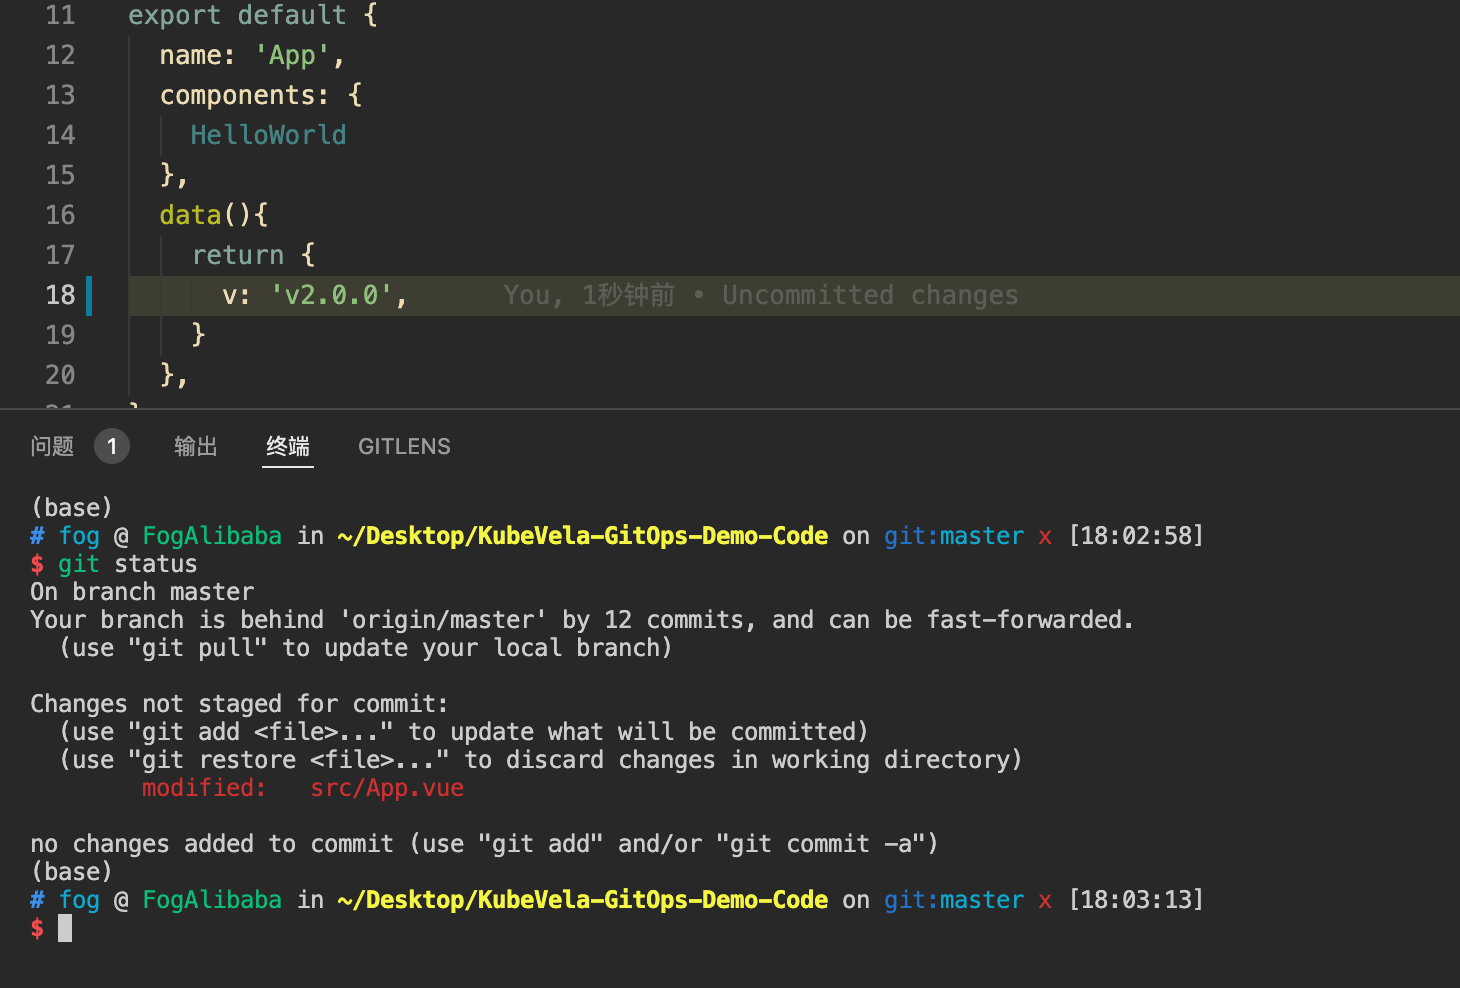 11 export default {
12 name: 'App',
13 components: {
14 HelloWorld
15 },
16 data(){
17 return {
18 v: 'v2.0.0', You, 1秒钟前 • Uncommitted changes
19 }
20 },
问题 1 输出 终端 GITLENS
(base)
# fog @ FogAlibaba in ~/Desktop/KubeVela-GitOps-Demo-Code on git:master x [18:02:58]
$ git status
On branch master
Your branch is behind 'origin/master' by 12 commits, and can be fast-forwarded.
(use "git pull" to update your local branch)
Changes not staged for commit:
(use "git add <file>..." to update what will be committed)
(use "git restore <file>..." to discard changes in working directory)
modified: src/App.vue
no changes added to commit (use "git add" and/or "git commit -a")
(base)
# fog @ FogAlibaba in ~/Desktop/KubeVela-GitOps-Demo-Code on git:master x [18:03:13]
$